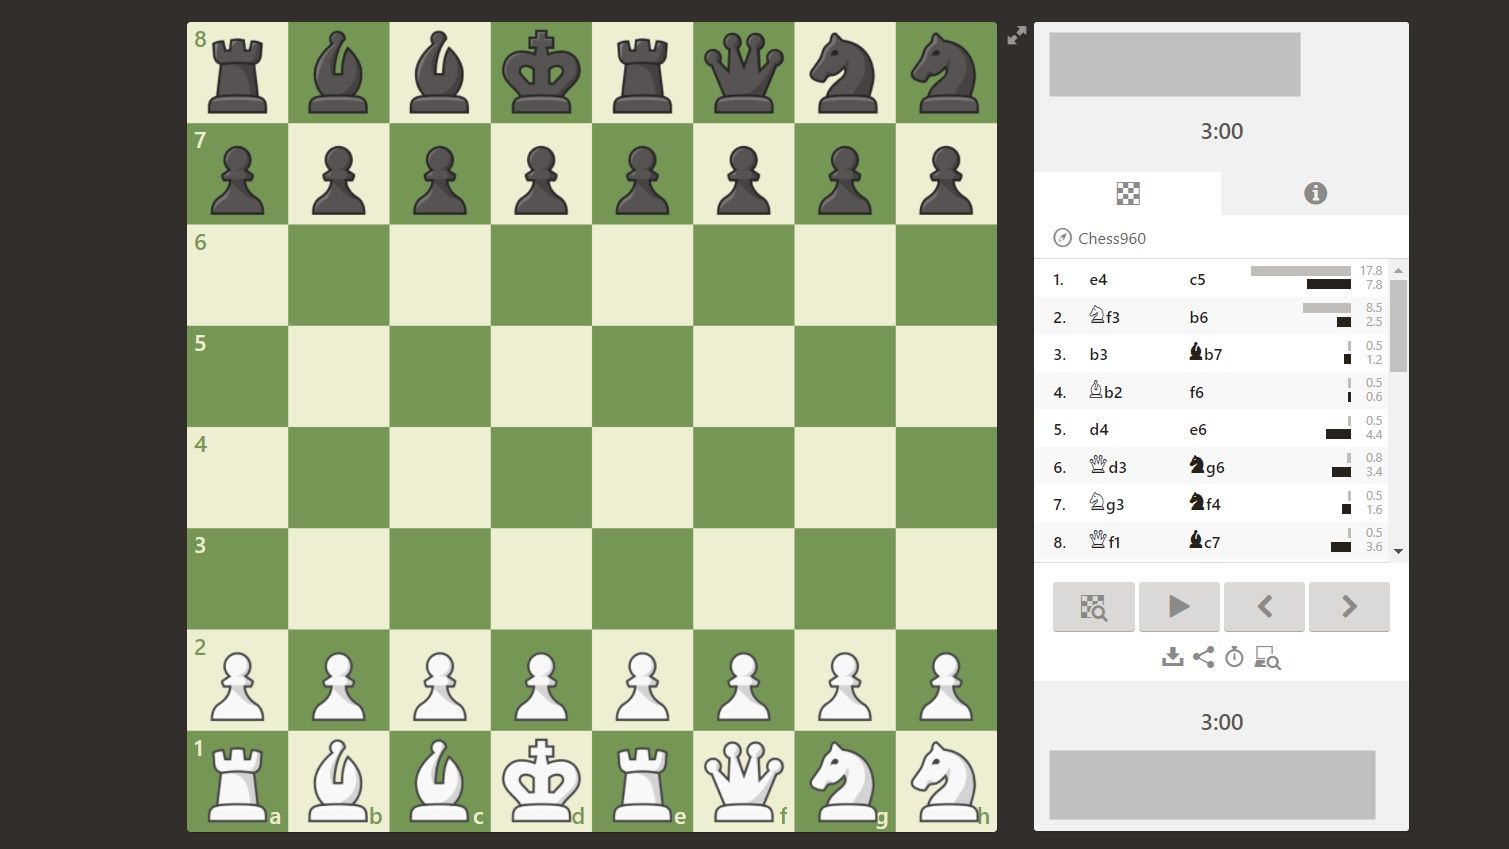 8
7
6
5
4
3
2
1
a b c d e f g h
3:00
Chess960
1. e4 c5 17.8 7.8
2. ♘f3 b6 8.5 2.5
3. b3 ♝b7 0.5 1.2
4. ♗b2 f6 0.5 0.6
5. d4 e6 0.5 4.4
6. ♕d3 ♞g6 0.8 3.4
7. ♘g3 ♞f4 0.5 1.6
8. ♕f1 ♝c7 0.5 3.6
3:00